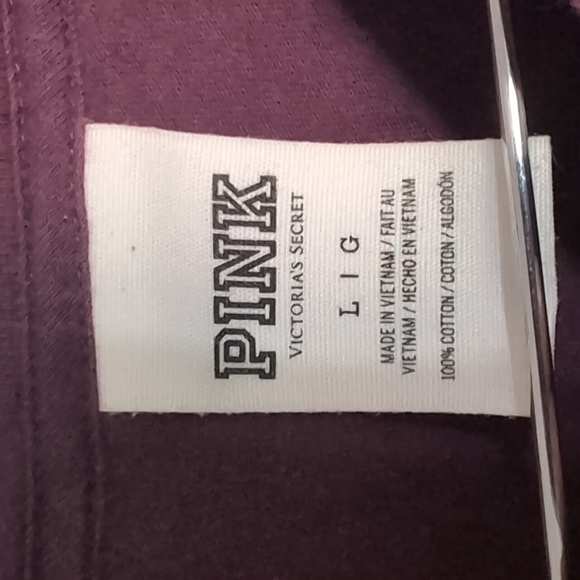 PINK
VICTORIA'S SECRET
L | G
MADE IN VIETNAM / FAIT AU
VIETNAM / HECHO EN VIETNAM
100% COTTON / COTON / ALGODÓN